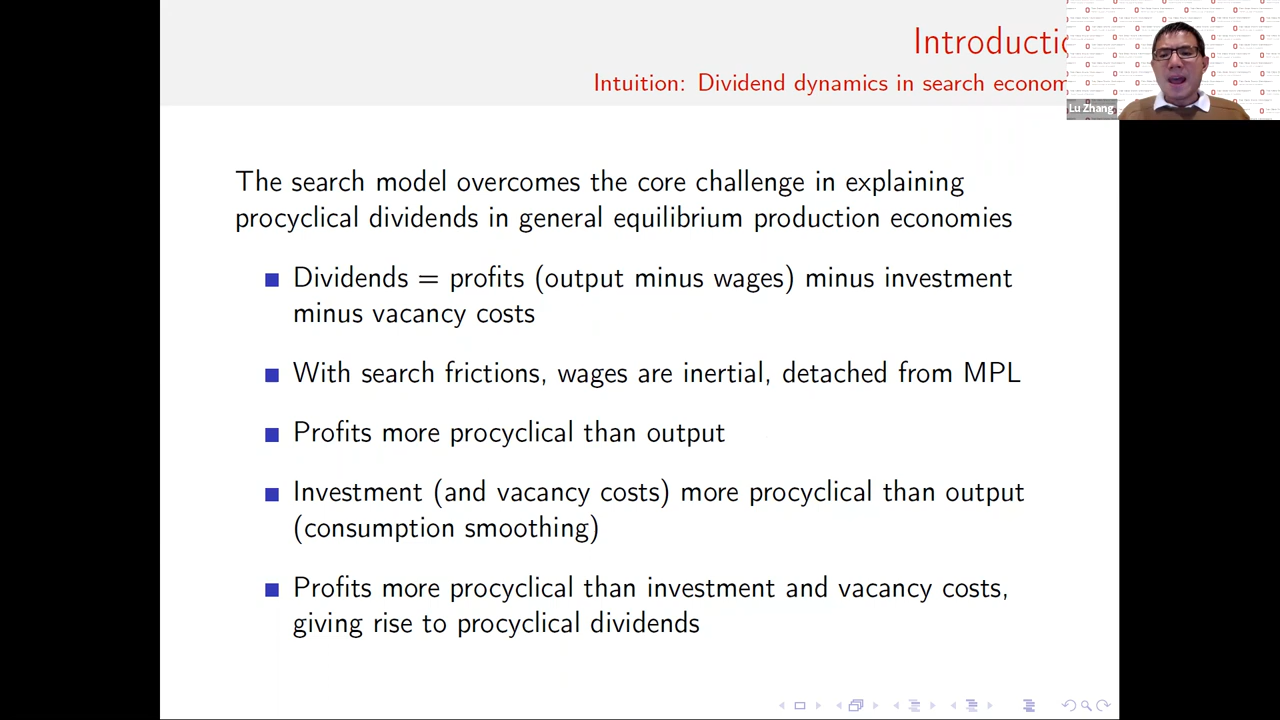 Introductio
Intuition: Dividend dynamics in search econom
Lu Zhang
The search model overcomes the core challenge in explaining
procyclical dividends in general equilibrium production economies
Dividends = profits (output minus wages) minus investment
minus vacancy costs
With search frictions, wages are inertial, detached from MPL
Profits more procyclical than output
Investment (and vacancy costs) more procyclical than output
(consumption smoothing)
Profits more procyclical than investment and vacancy costs,
giving rise to procyclical dividends